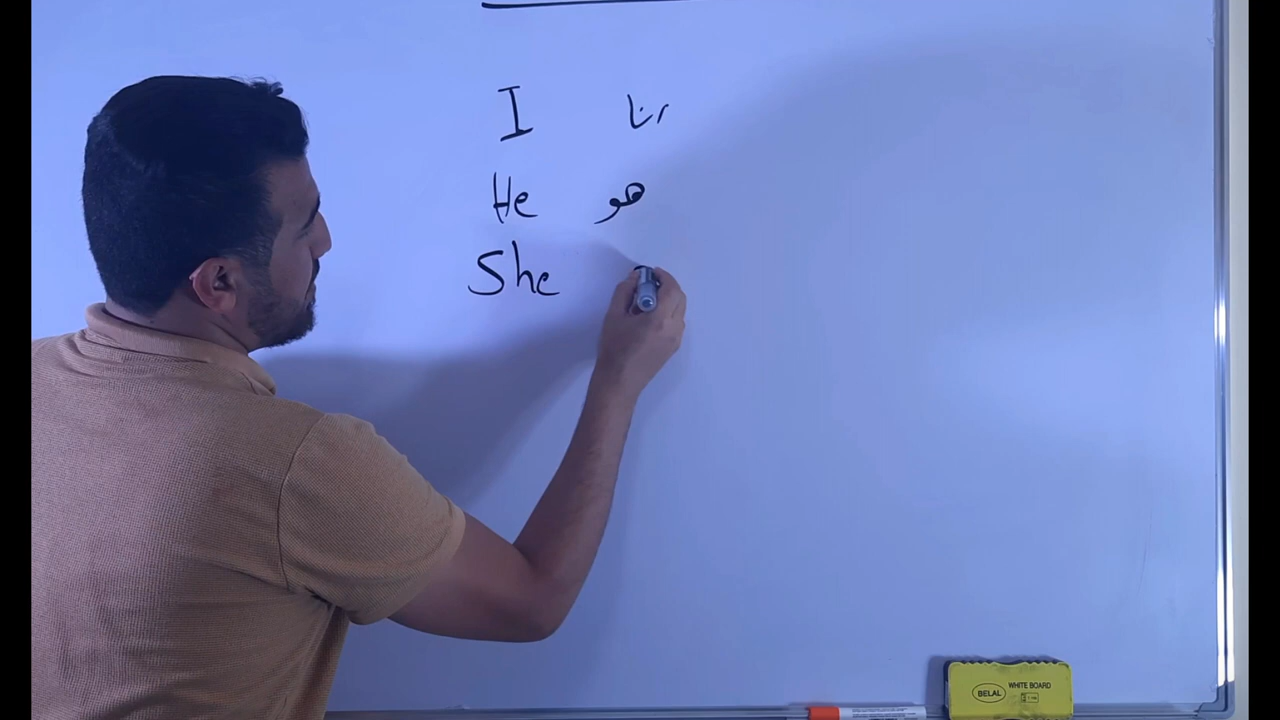 I انا
He هو
She
BELAL WHITE BOARD